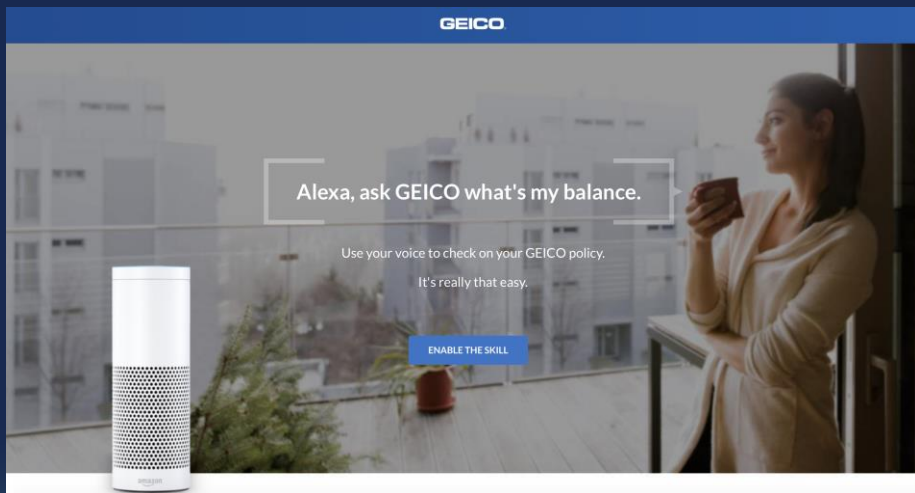 GEICO
Alexa, ask GEICO what's my balance.
Use your voice to check on your GEICO policy.
It's really that easy.
ENABLE THE SKILL
amazon